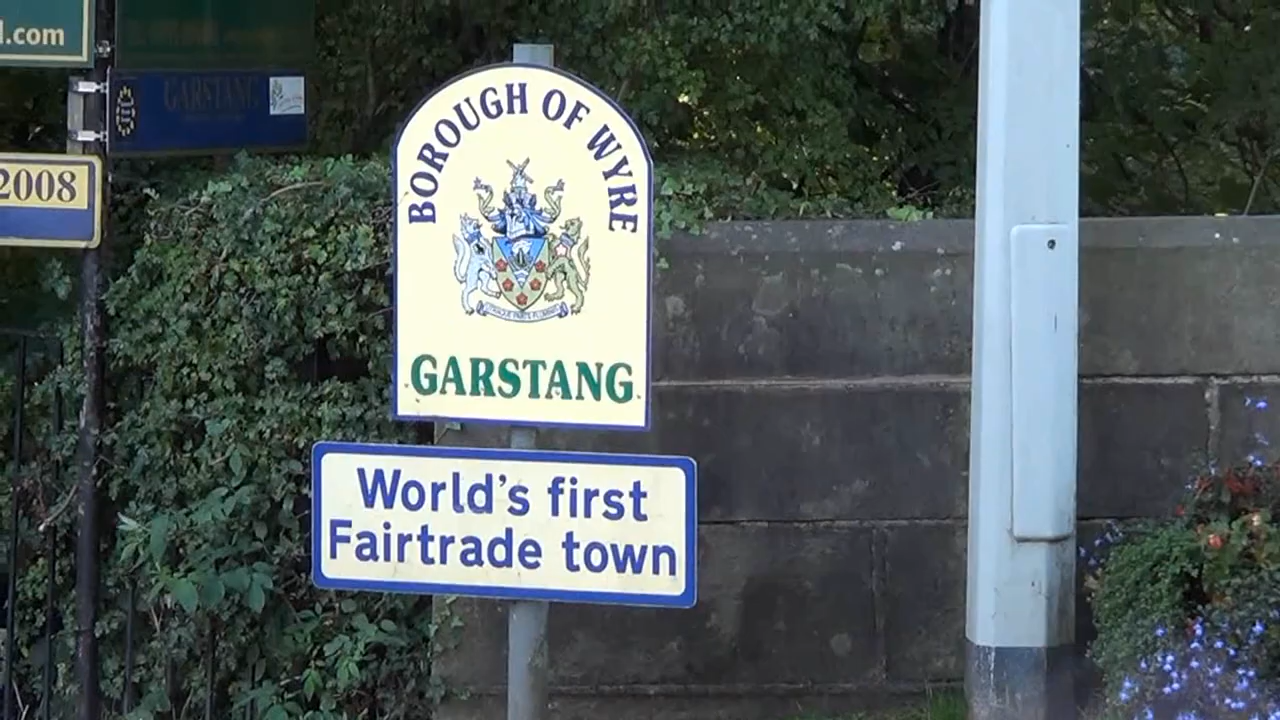 l.com
GARSTANG
2008
BOROUGH OF WYRE
GARSTANG
World's first
Fairtrade town